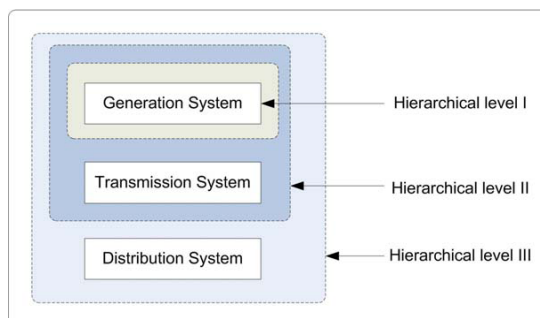 Generation System
Hierarchical level I
Transmission System
Hierarchical level II
Distribution System
Hierarchical level III